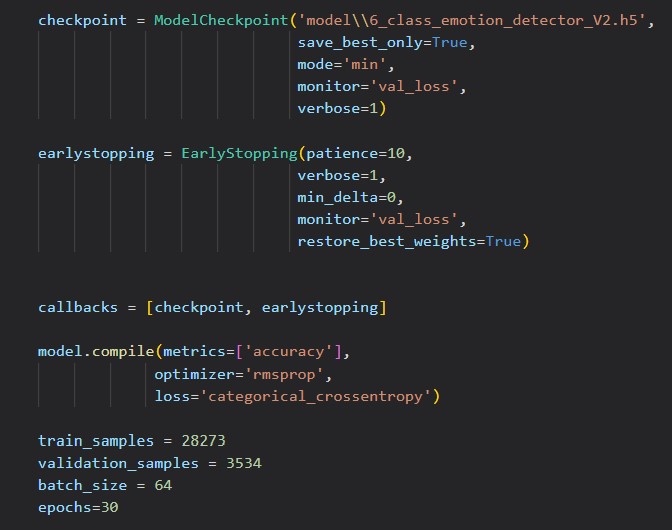 checkpoint = ModelCheckpoint('model\\6_class_emotion_detector_V2.h5',
                             save_best_only=True,
                             mode='min',
                             monitor='val_loss',
                             verbose=1)
earlystopping = EarlyStopping(patience=10,
                             verbose=1,
                             min_delta=0,
                             monitor='val_loss',
                             restore_best_weights=True)
callbacks = [checkpoint, earlystopping]
model.compile(metrics=['accuracy'],
             optimizer='rmsprop',
             loss='categorical_crossentropy')
train_samples = 28273
validation_samples = 3534
batch_size = 64
epochs=30